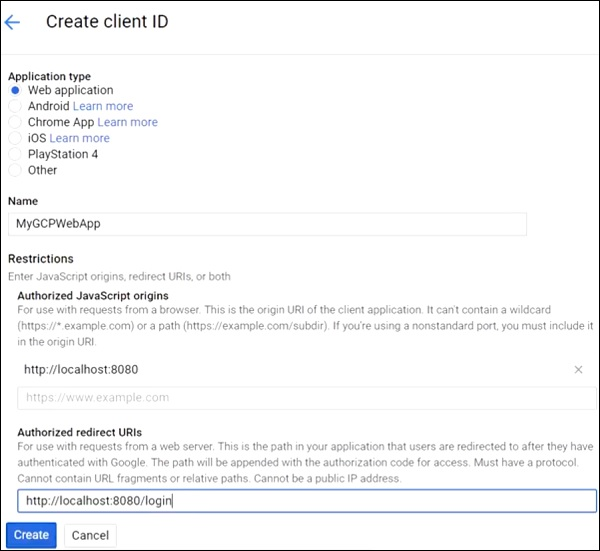 Create client ID
Application type
Web application
Android Learn more
Chrome App Learn more
iOS Learn more
PlayStation 4
Other
Name
MyGCPWebApp
Restrictions
Enter JavaScript origins, redirect URIs, or both
Authorized JavaScript origins
For use with requests from a browser. This is the origin URI of the client application. It can't contain a wildcard
(https://*.example.com) or a path (https://example.com/subdir). If you're using a nonstandard port, you must include it
in the origin URI.
http://localhost:8080
https://www.example.com
Authorized redirect URIs
For use with requests from a web server. This is the path in your application that users are redirected to after they have
authenticated with Google. The path will be appended with the authorization code for access. Must have a protocol.
Cannot contain URL fragments or relative paths. Cannot be a public IP address.
http://localhost:8080/login
Create Cancel